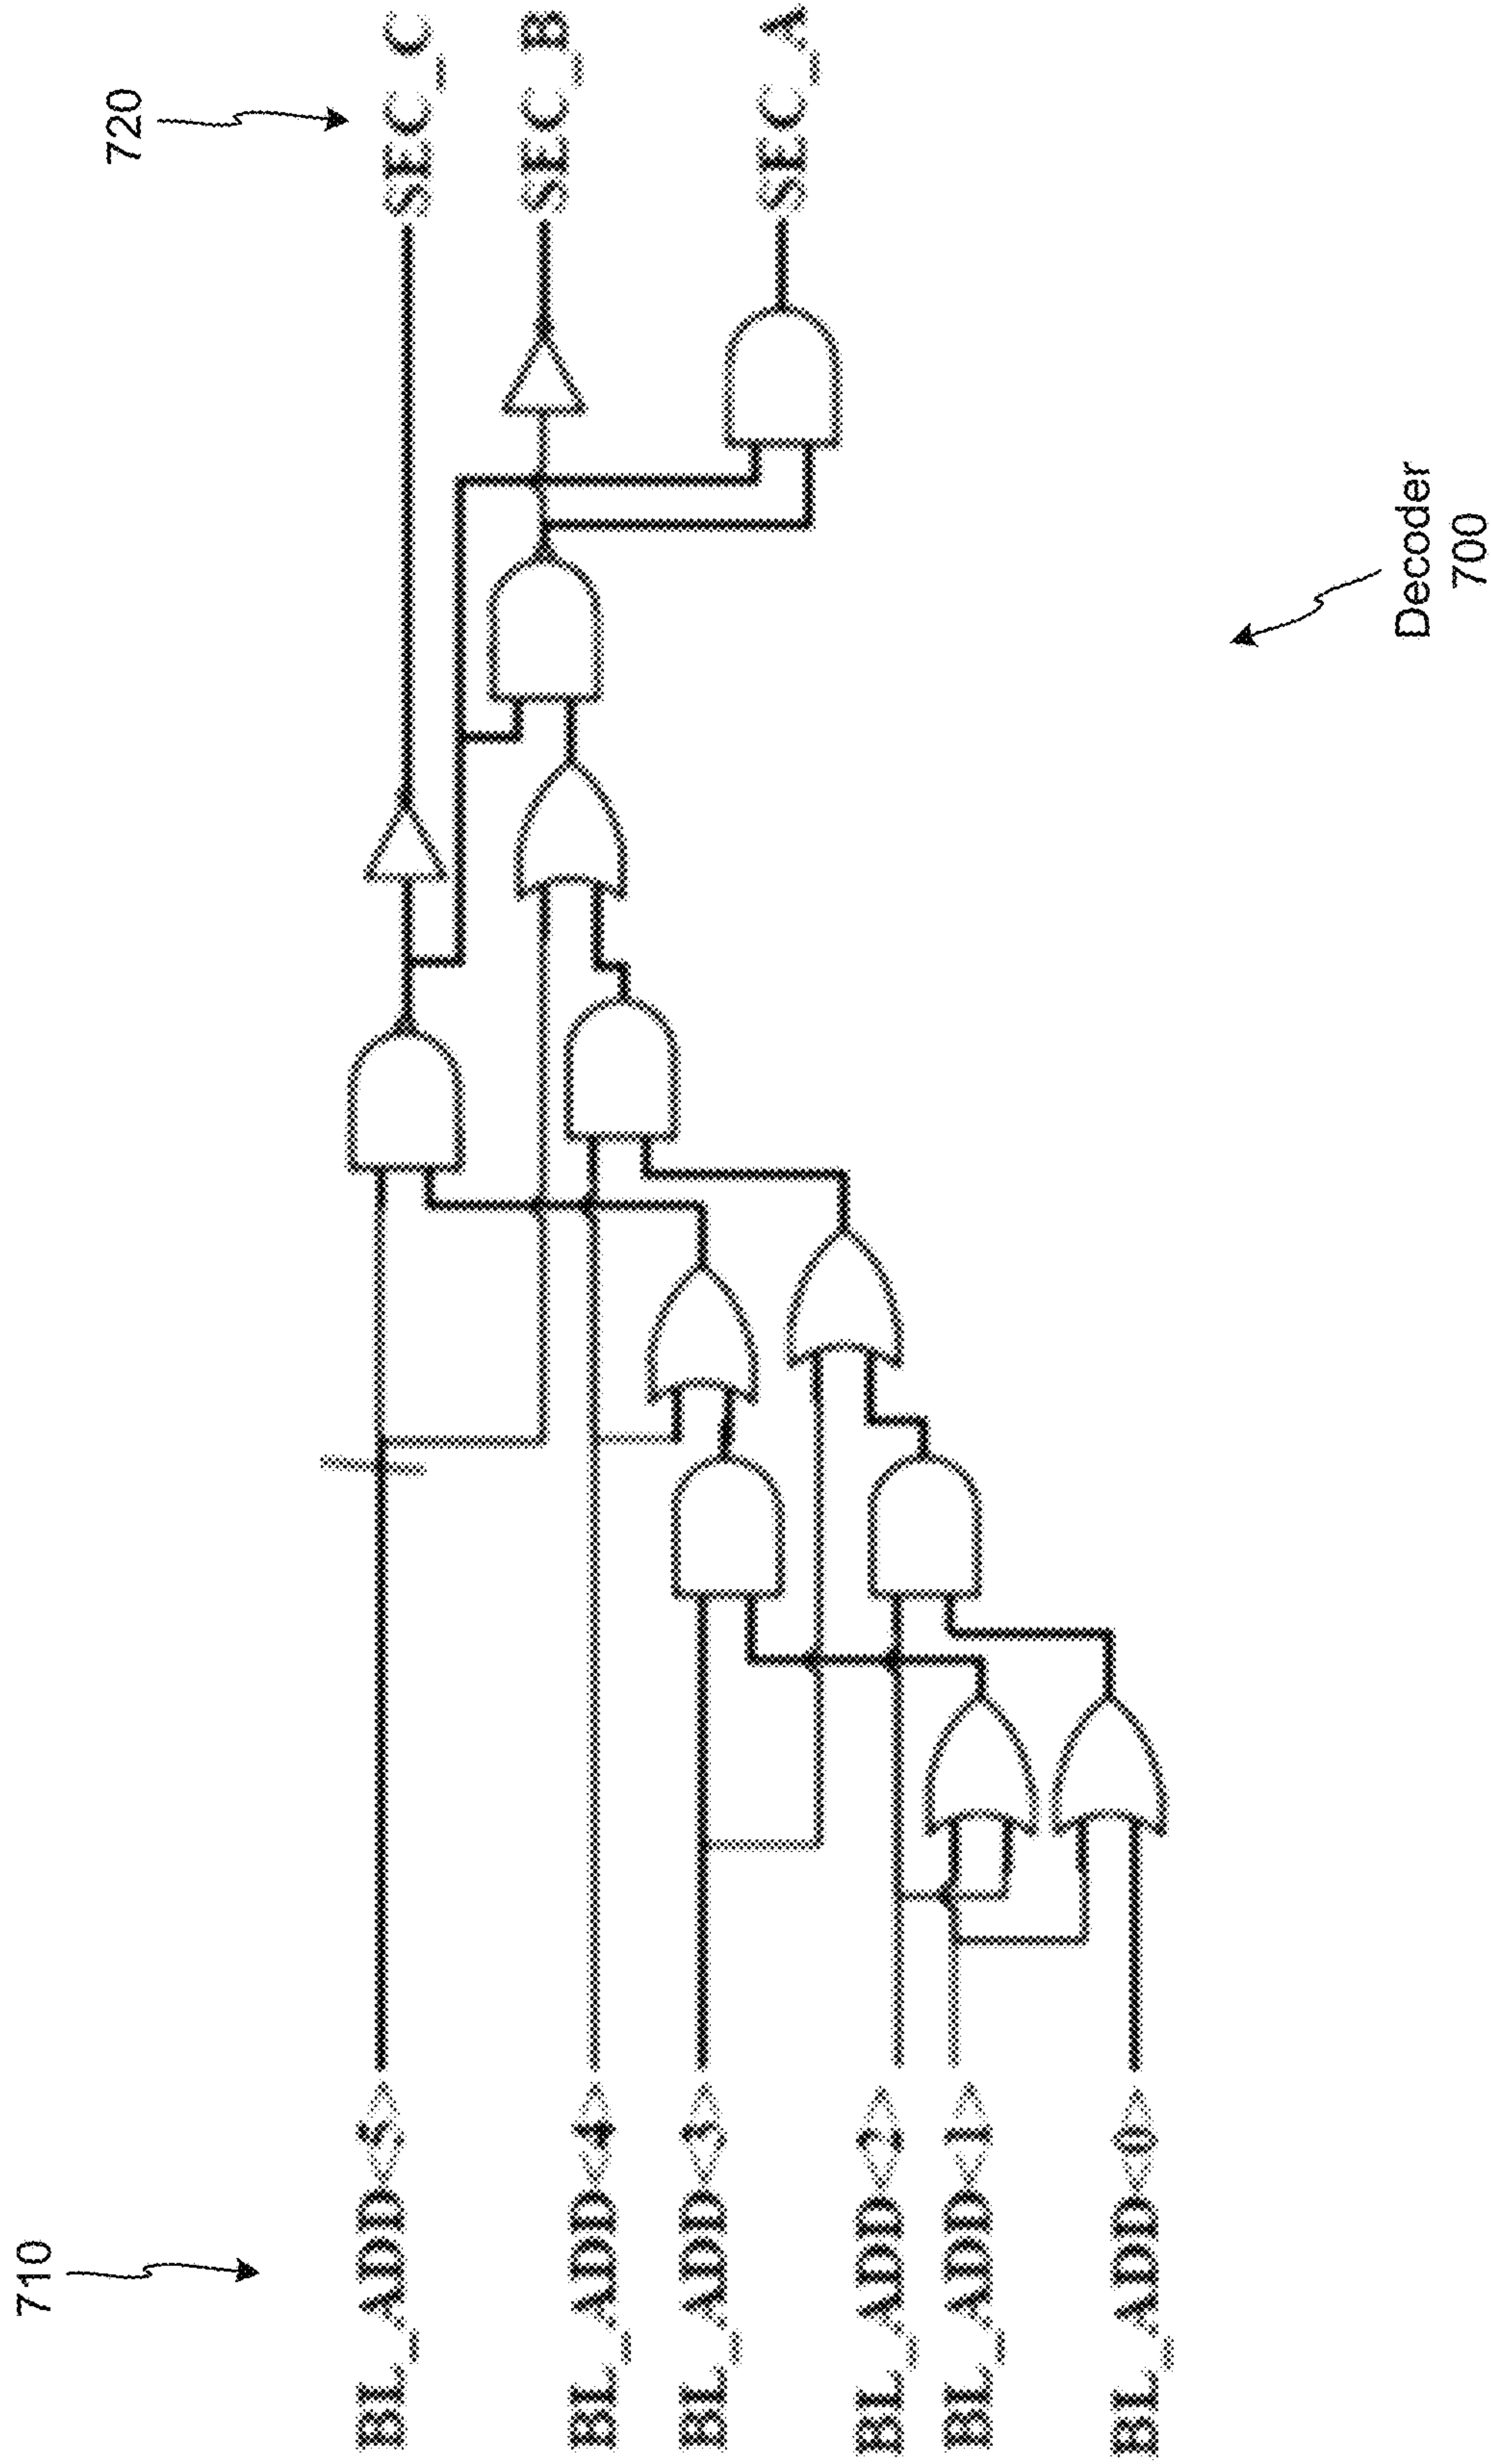 710
720
BL_ADD<5>
SEC_C
BL_ADD<4>
SEC_B
BL_ADD<3>
SEC_A
BL_ADD<2>
BL_ADD<1>
BL_ADD<0>
Decoder
700